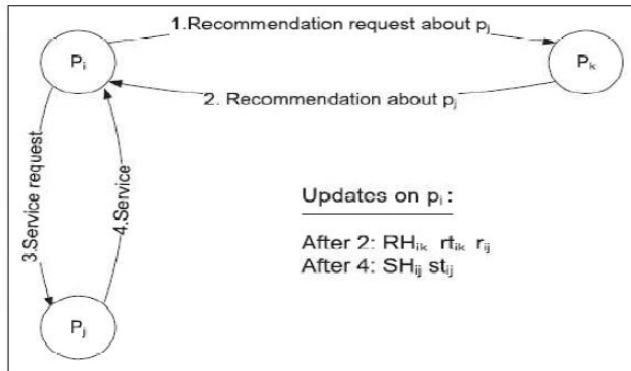 1.Recommendation request about pⱼ
Pᵢ
Pₖ
2. Recommendation about pⱼ
3.Service request
4.Service
Updates on pᵢ :
After 2: RHᵢₖ rtᵢₖ rᵢⱼ
After 4: SHᵢⱼ stᵢⱼ
Pⱼ